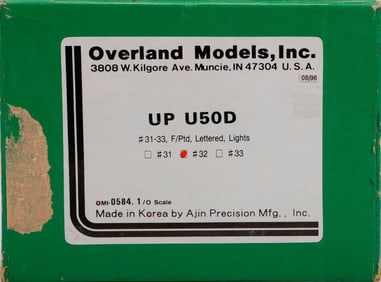 Overland Models, Inc.
3808 W. Kilgore Ave. Muncie, IN 47304 U.S.A.
08/96
UP U50D
#31-33, F/Ptd, Lettered, Lights
#31 #32 #33
OMI-0584.1/O Scale
Made in Korea by Ajin Precision Mfg., Inc.